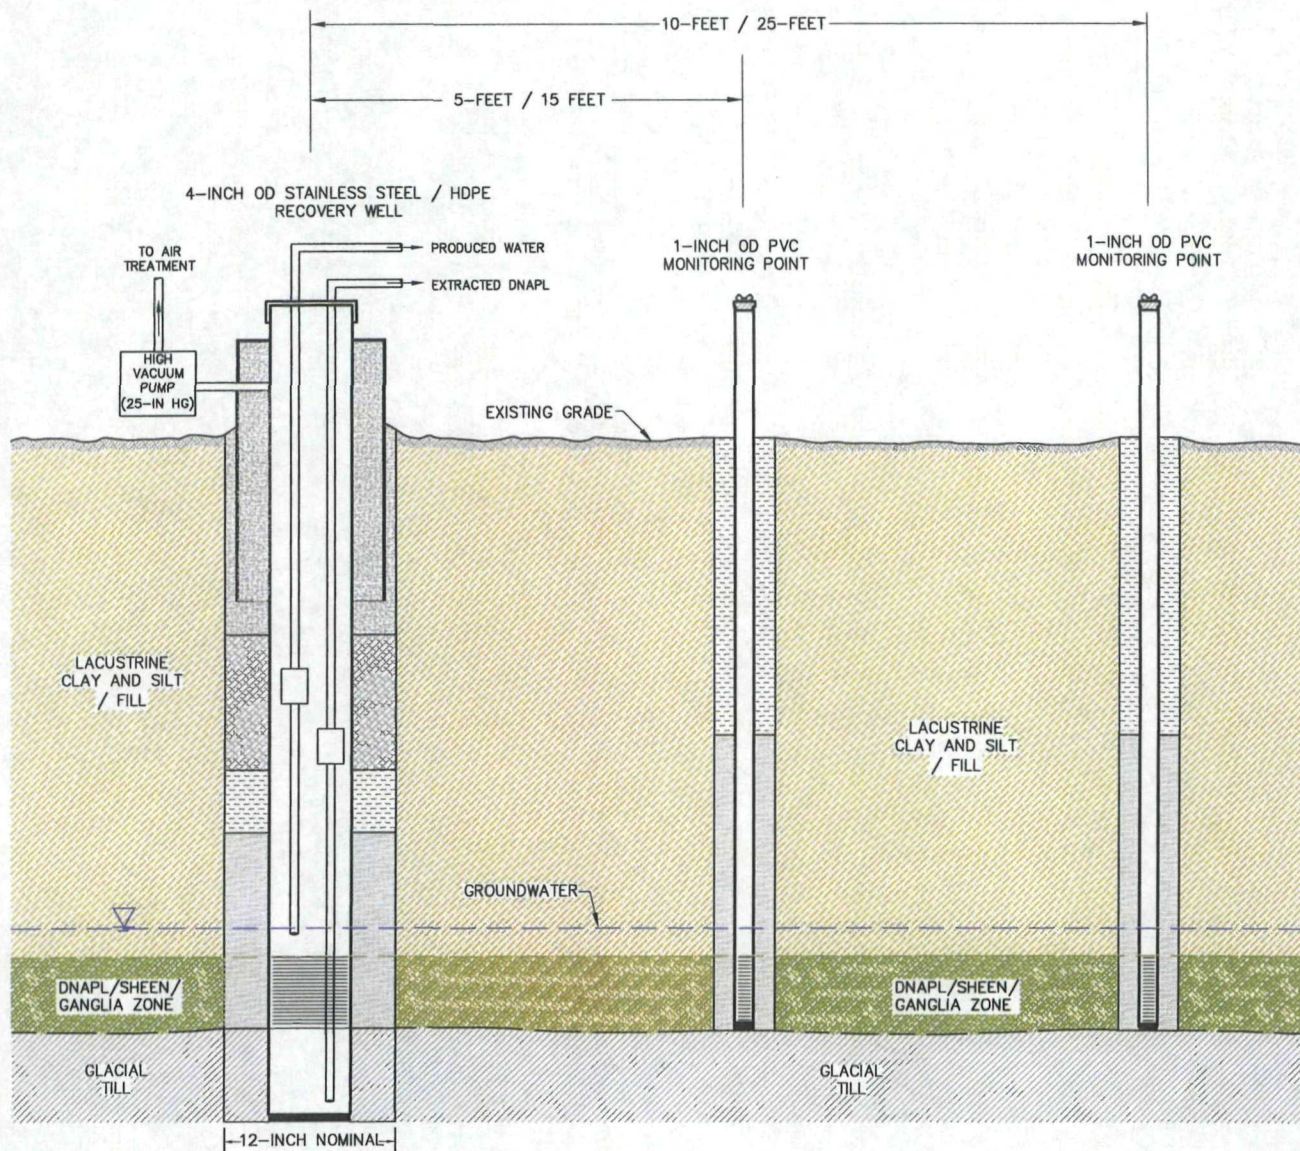 10-FEET / 25-FEET
5-FEET / 15 FEET
4-INCH OD STAINLESS STEEL / HDPE
RECOVERY WELL
TO AIR
TREATMENT
PRODUCED WATER
EXTRACTED DNAPL
1-INCH OD PVC
MONITORING POINT
1-INCH OD PVC
MONITORING POINT
HIGH
VACUUM
PUMP
(25-IN HG)
EXISTING GRADE
LACUSTRINE
CLAY AND SILT
/ FILL
LACUSTRINE
CLAY AND SILT
/ FILL
GROUNDWATER
DNAPL/SHEEN/
GANGLIA ZONE
DNAPL/SHEEN/
GANGLIA ZONE
GLACIAL
TILL
GLACIAL
TILL
12-INCH NOMINAL